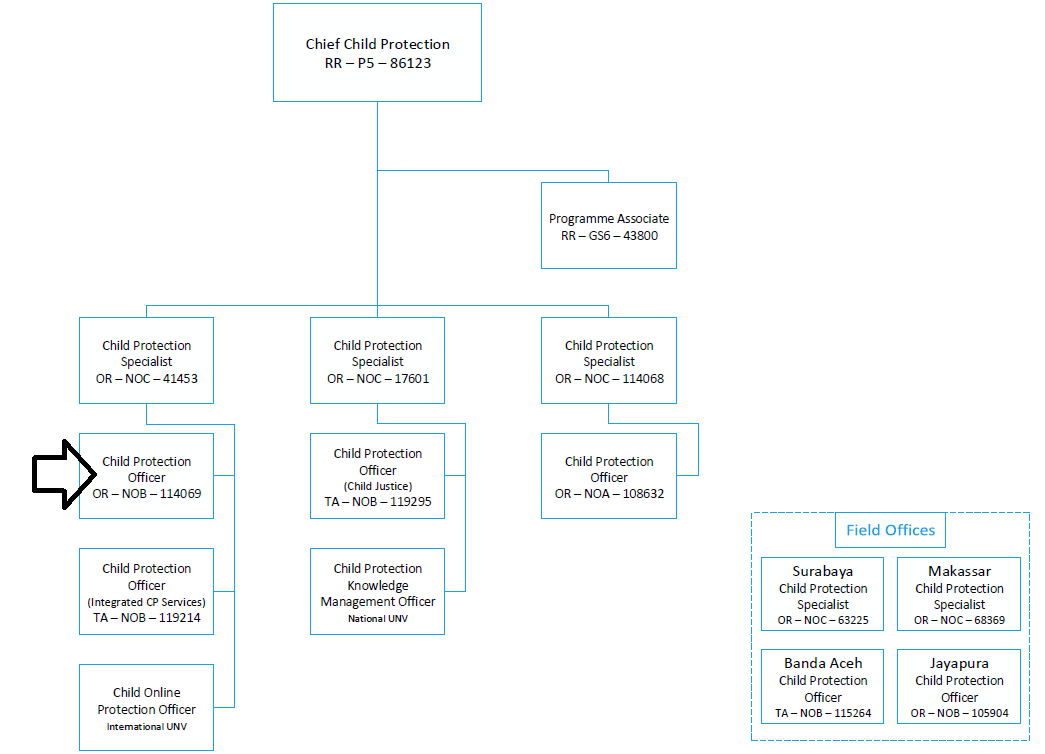 Chief Child Protection
RR – P5 – 86123
Programme Associate
RR – GS6 – 43800
Child Protection
Specialist
OR – NOC – 41453
Child Protection
Specialist
OR – NOC – 17601
Child Protection
Specialist
OR – NOC – 114068
Child Protection
Officer
OR – NOB – 114069
Child Protection
Officer
(Child Justice)
TA – NOB – 119295
Child Protection
Officer
OR – NOA – 108632
Child Protection
Officer
(Integrated CP Services)
TA – NOB – 119214
Child Protection
Knowledge
Management Officer
National UNV
Child Online
Protection Officer
International UNV
Field Offices
Surabaya
Child Protection
Specialist
OR – NOC – 63225
Makassar
Child Protection
Specialist
OR – NOC – 68369
Banda Aceh
Child Protection
Officer
TA – NOB – 115264
Jayapura
Child Protection
Officer
OR – NOB – 105904